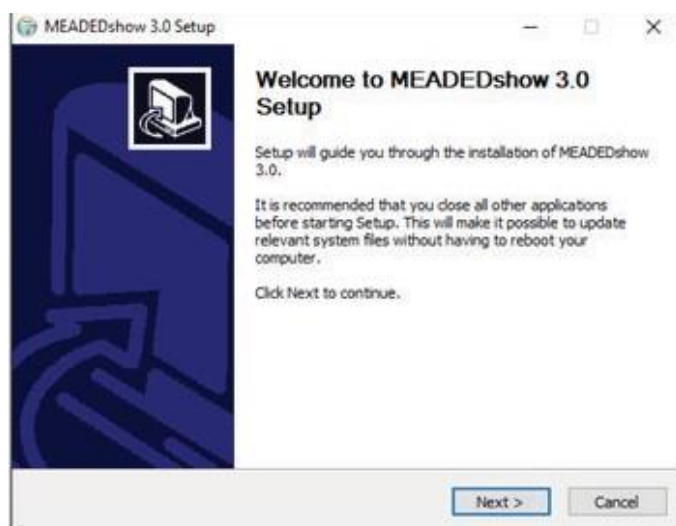 MEADEDshow 3.0 Setup
Welcome to MEADEDshow 3.0
Setup
Setup will guide you through the installation of MEADEDshow
3.0.
It is recommended that you close all other applications
before starting Setup. This will make it possible to update
relevant system files without having to reboot your
computer.
Click Next to continue.
Next >
Cancel